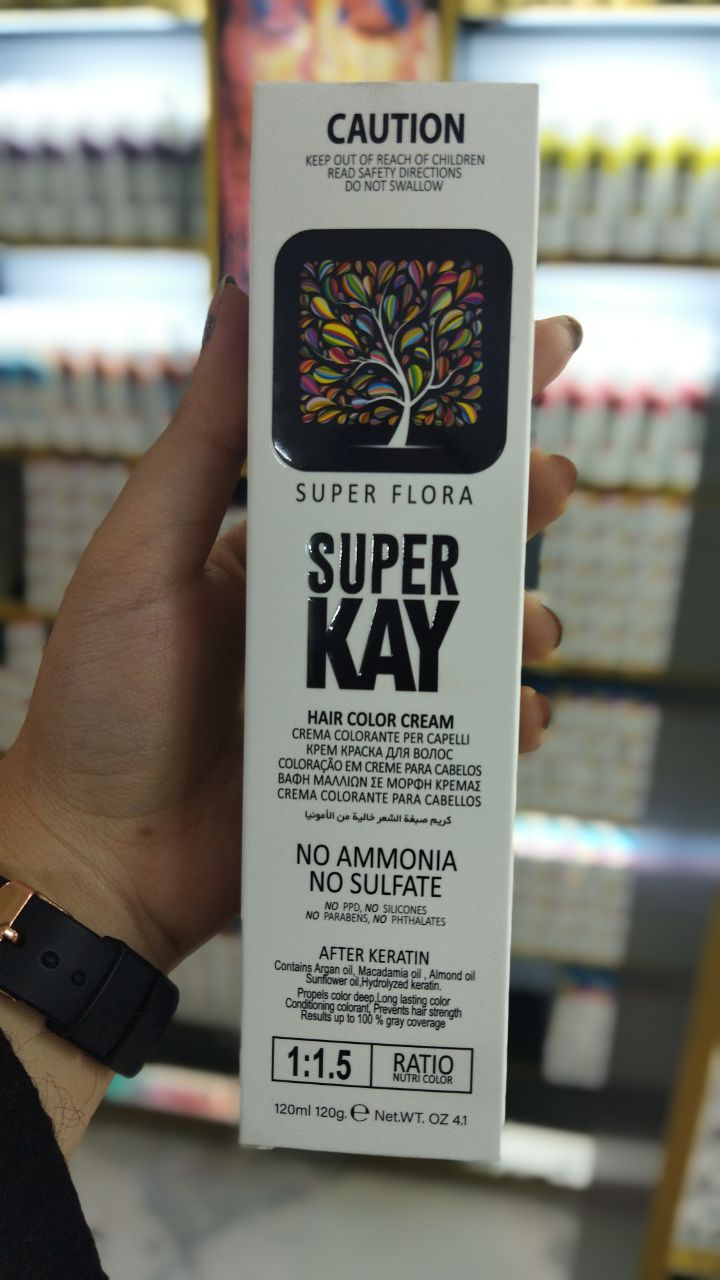 CAUTION
KEEP OUT OF REACH OF CHILDREN
READ SAFETY DIRECTIONS
DO NOT SWALLOW
SUPER FLORA
SUPER
KAY
HAIR COLOR CREAM
CREMA COLORANTE PER CAPELLI
КРЕМ КРАСКА ДЛЯ ВОЛОС
COLORAÇÃO EM CREME PARA CABELOS
ΒΑΦΗ ΜΑΛΛΙΩΝ ΣΕ ΜΟΡΦΗ ΚΡΕΜΑΣ
CREMA COLORANTE PARA CABELLOS
كريم صبغة الشعر خالية من الأمونيا
NO AMMONIA
NO SULFATE
NO PPD, NO SILICONES
NO PARABENS, NO PHTHALATES
AFTER KERATIN
Contains Argan oil, Macadamia oil , Almond oil
Sunflower oil,Hydrolyzed keratin.
Propels color deep,Long lasting color
Conditioning colorant, Prevents hair strength
Results up to 100 % gray coverage
1:1.5 RATIO
NUTRI COLOR
120ml 120g. ℮ Net.WT. OZ 4.1